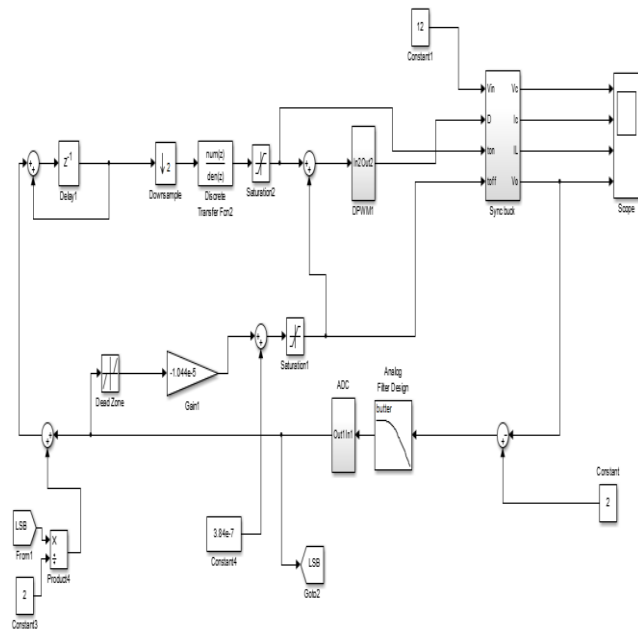 12
Constant1
Vin
D
ton
toff
Vc
Io
IL
Vo
Sync buck
Scope
z-1
Delay1
2
Downsample
num(z)
den(z)
Discrete
Transfer Fcn2
Saturation2
In2Out2
DPWM1
Saturation1
-1.044e-5
Gain1
Dead Zone
ADC
Out1In1
Analog
Filter Design
butter
Constant
2
LSB
From1
X
÷
Product4
2
Constant3
3.84e-7
Constant4
LSB
Goto2